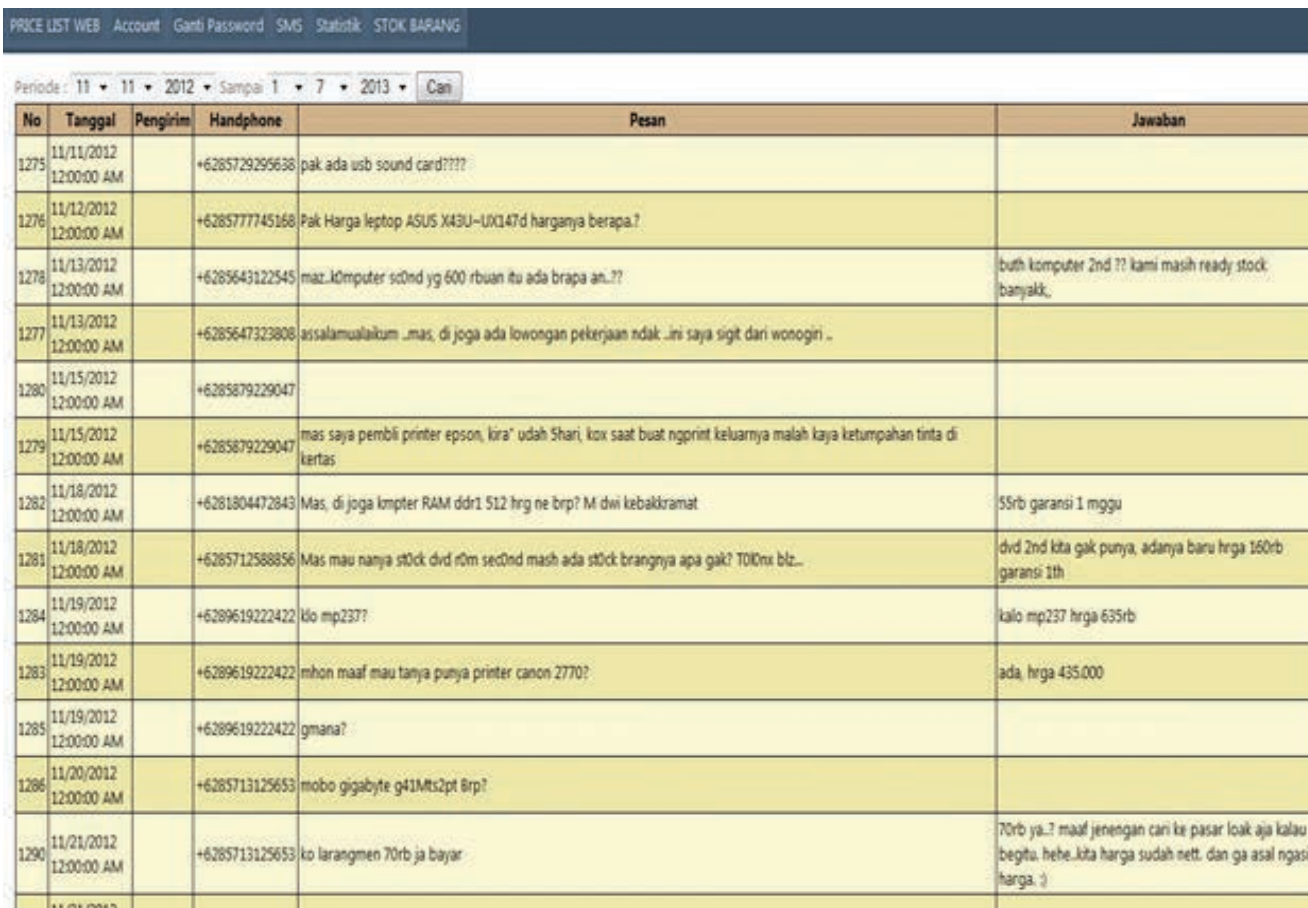 PRICE LIST WEB Account Ganti Password SMS Statistik STOK BARANG
Periode : 11 11 2012 Sampai 1 7 2013 Cari
No Tanggal Pengirim Handphone Pesan Jawaban
1275 11/11/2012 12:00:00 AM +6285729295638 pak ada usb sound card????
1276 11/12/2012 12:00:00 AM +6285777745168 Pak Harga leptop ASUS X43U~UX147d harganya berapa.?
1278 11/13/2012 12:00:00 AM +6285643122545 maz..k0mputer sc0nd yg 600 rbuan itu ada brapa an..?? buth komputer 2nd ?? kami masih ready stock
banyakk,,
1277 11/13/2012 12:00:00 AM +6285647323808 assalamualaikum ..mas, di joga ada lowongan pekerjaan ndak ..ini saya sigit dari wonogiri ..
1280 11/15/2012 12:00:00 AM +6285879229047
1279 11/15/2012 12:00:00 AM +6285879229047 mas saya pembli printer epson, kira" udah 5hari, kox saat buat ngprint keluarnya malah kaya ketumpahan tinta di
kertas
1282 11/18/2012 12:00:00 AM +6281804472843 Mas, di joga kmpter RAM ddr1 512 hrg ne brp? M dwi kebakkramat 55rb garansi 1 mggu
1281 11/18/2012 12:00:00 AM +6285712588856 Mas mau nanya st0ck dvd r0m sec0nd mash ada st0ck brangnya apa gak? T0l0nx blz... dvd 2nd kita gak punya, adanya baru hrga 160rb
garansi 1th
1284 11/19/2012 12:00:00 AM +6289619222422 klo mp237? kalo mp237 hrga 635rb
1283 11/19/2012 12:00:00 AM +6289619222422 mhon maaf mau tanya punya printer canon 2770? ada, hrga 435.000
1285 11/19/2012 12:00:00 AM +6289619222422 gmana?
1286 11/20/2012 12:00:00 AM +6285713125653 mobo gigabyte g41Mts2pt Brp?
1290 11/21/2012 12:00:00 AM +6285713125653 ko larangmen 70rb ja bayar 70rb ya..? maaf jenengan cari ke pasar loak aja kalau
begitu. hehe..kita harga sudah nett. dan ga asal ngasi
harga. :)